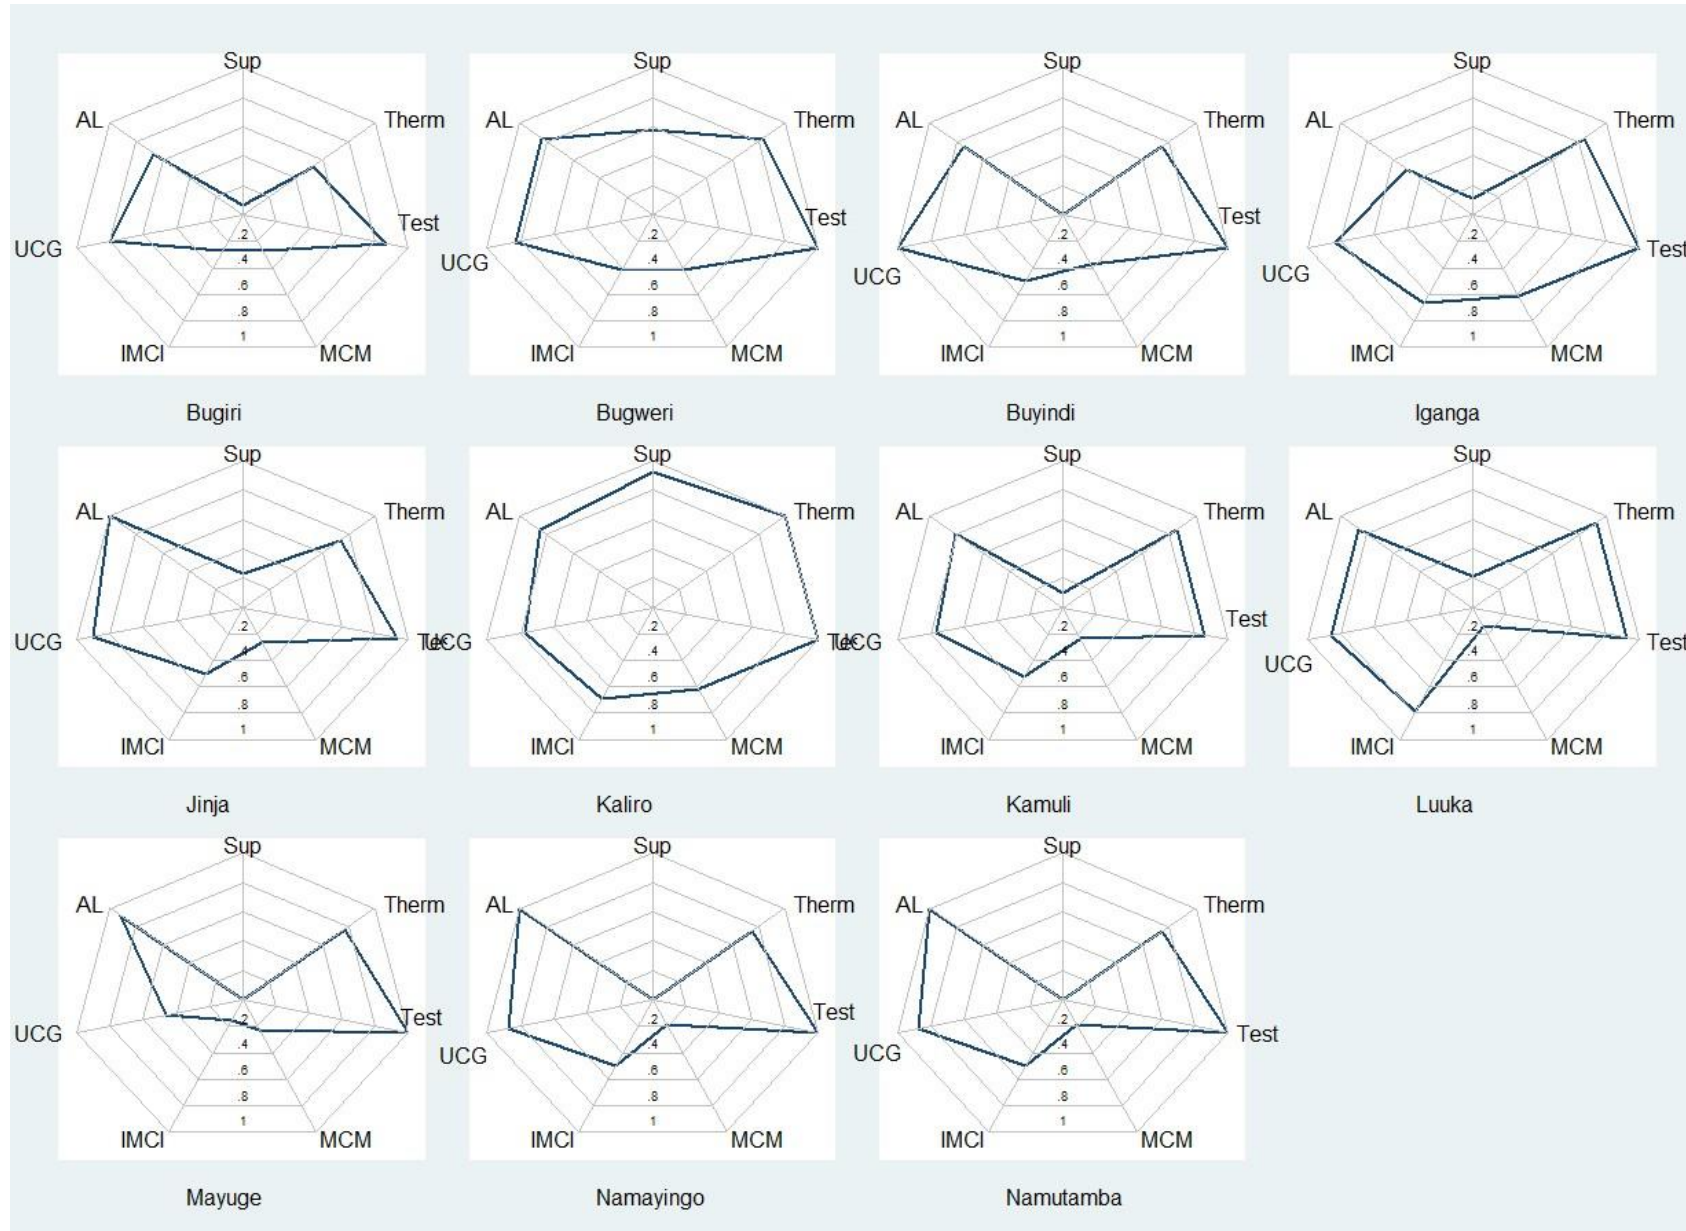 Sup
AL
Therm
Test
UCG
IMCI
MCM
.2
.4
.6
.8
1
Bugiri
Sup
AL
Therm
Test
UCG
IMCI
MCM
.2
.4
.6
.8
1
Bugweri
Sup
AL
Therm
Test
UCG
IMCI
MCM
.2
.4
.6
.8
1
Buyindi
Sup
AL
Therm
Test
UCG
IMCI
MCM
.2
.4
.6
.8
1
Iganga
Sup
AL
Therm
UCG
IMCI
MCM
.2
.4
.6
.8
1
Jinja
Sup
AL
Therm
UCG
IMCI
MCM
.2
.4
.6
.8
1
Kaliro
Sup
AL
Therm
Test
UCG
IMCI
MCM
.2
.4
.6
.8
1
Kamuli
Sup
AL
Therm
Test
UCG
IMCI
MCM
.2
.4
.6
.8
1
Luuka
Sup
AL
Therm
Test
UCG
IMCI
MCM
.2
.4
.6
.8
1
Mayuge
Sup
AL
Therm
Test
UCG
IMCI
MCM
.2
.4
.6
.8
1
Namayingo
Sup
AL
Therm
Test
UCG
IMCI
MCM
.2
.4
.6
.8
1
Namutamba